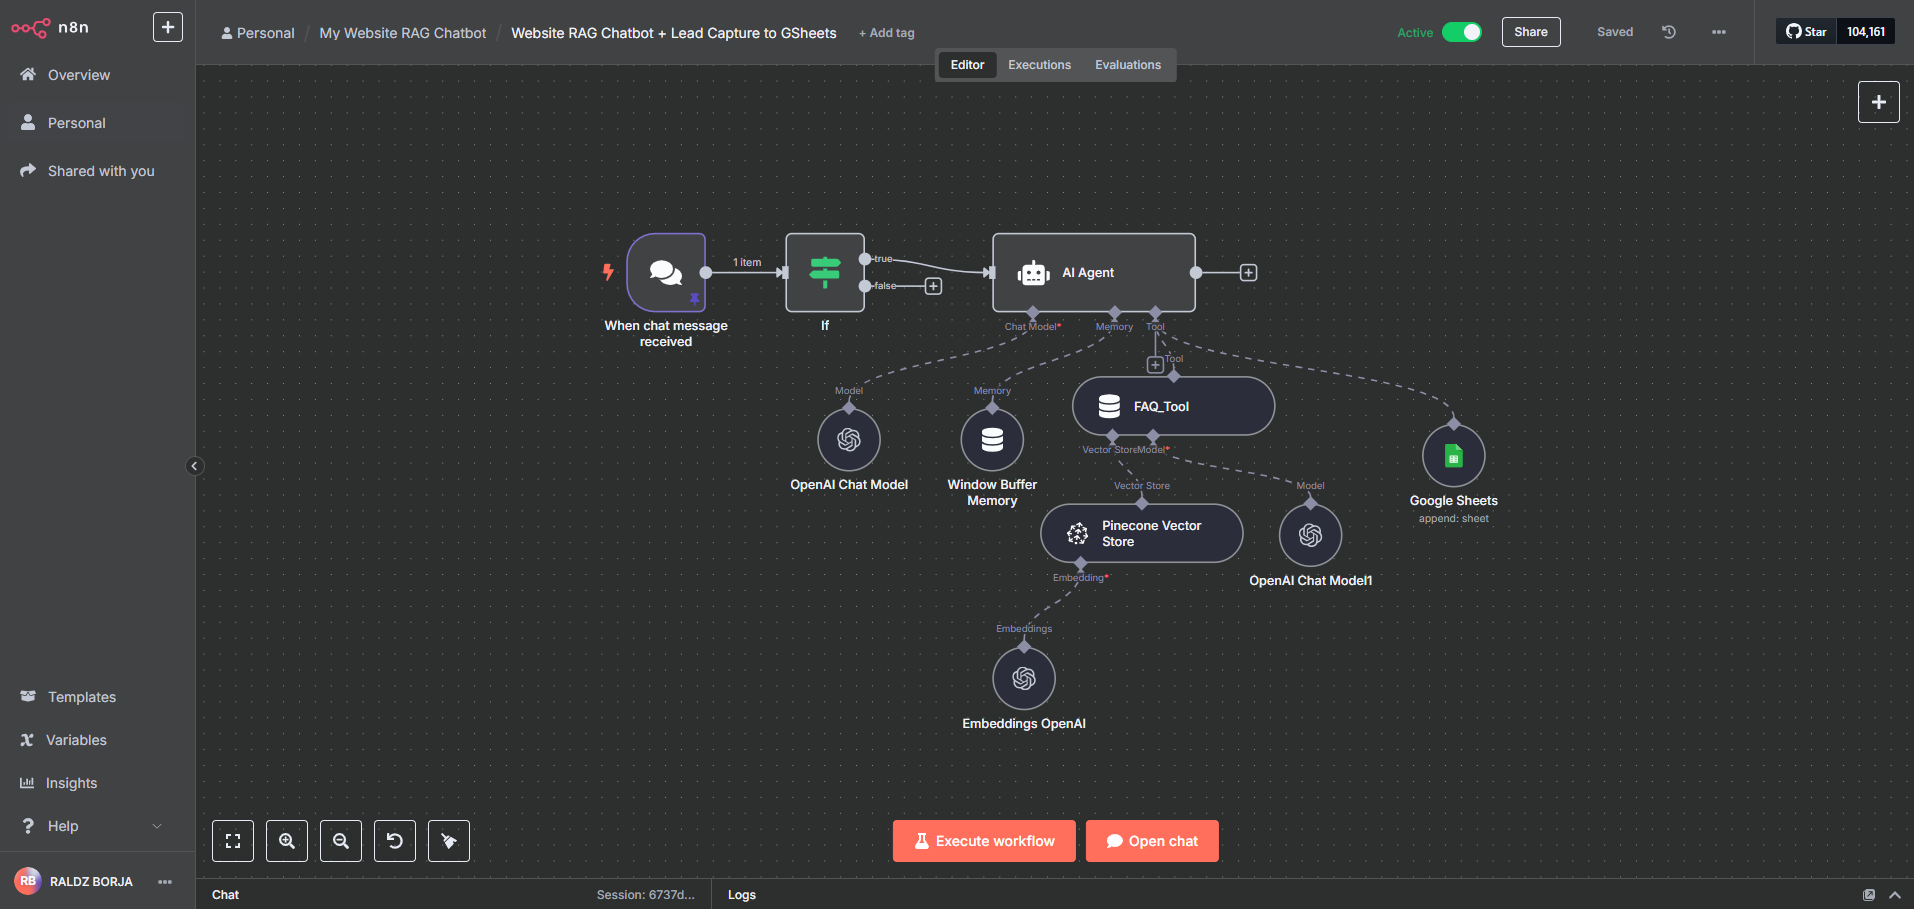 n8n
Personal / My Website RAG Chatbot / Website RAG Chatbot + Lead Capture to GSheets + Add tag
Active
Share
Saved
Star 104,161
Editor Executions Evaluations
Overview
Personal
Shared with you
1 item
true
false
AI Agent
When chat message
received
If
Chat Model*
Memory
Tool
Tool
Model
Memory
FAQ_Tool
Vector Store
Model*
OpenAI Chat Model
Window Buffer
Memory
Google Sheets
append: sheet
Vector Store
Model
Pinecone Vector
Store
Embedding*
OpenAI Chat Model1
Embeddings
Embeddings OpenAI
Templates
Variables
Insights
Help
Execute workflow
Open chat
RB RALDZ BORJA
Chat
Session: 6737d...
Logs